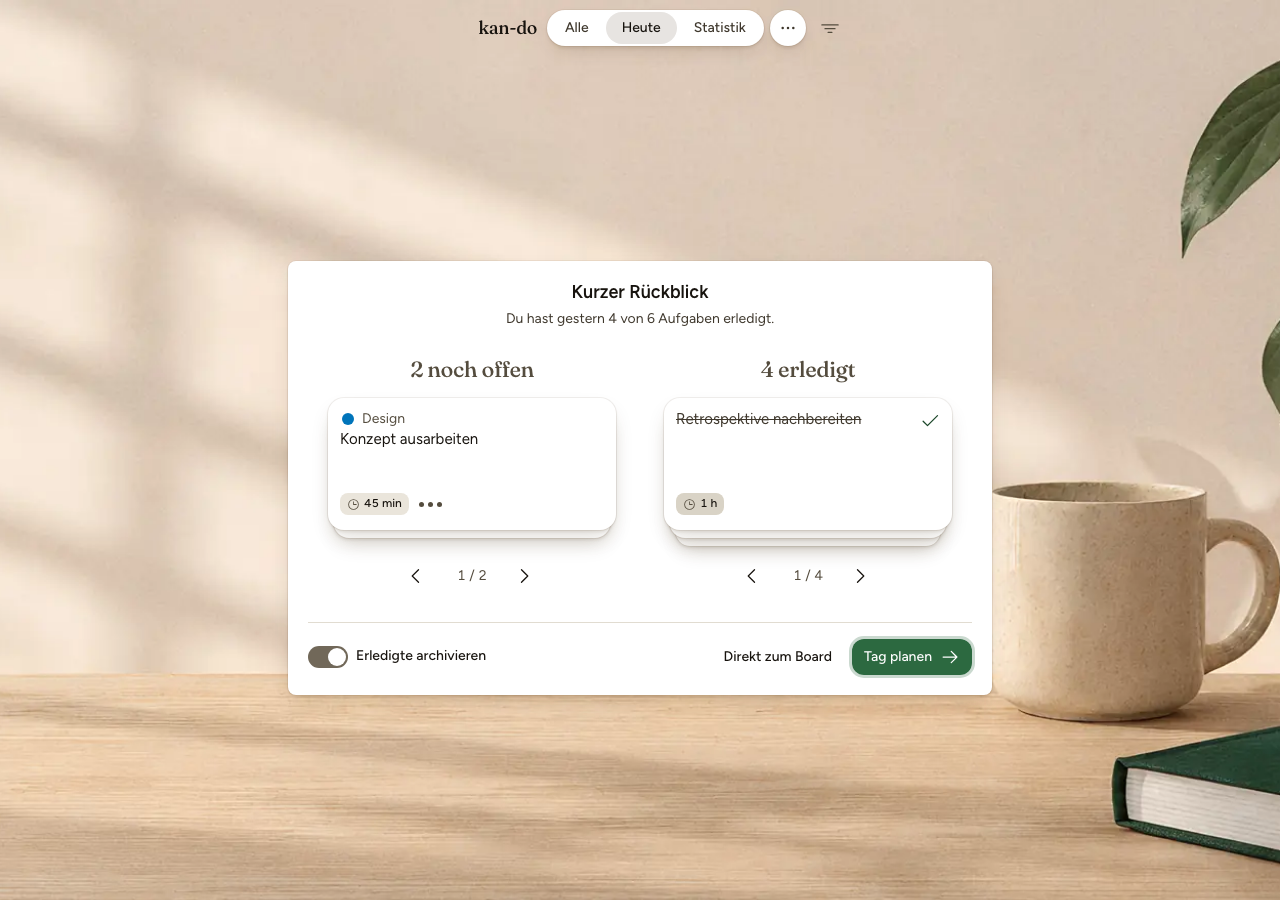 kan-do
Alle
Heute
Statistik
Kurzer Rückblick
Du hast gestern 4 von 6 Aufgaben erledigt.
2 noch offen
Design
Konzept ausarbeiten
45 min
1 / 2
4 erledigt
Retrospektive nachbereiten
1 h
1 / 4
Erledigte archivieren
Direkt zum Board
Tag planen